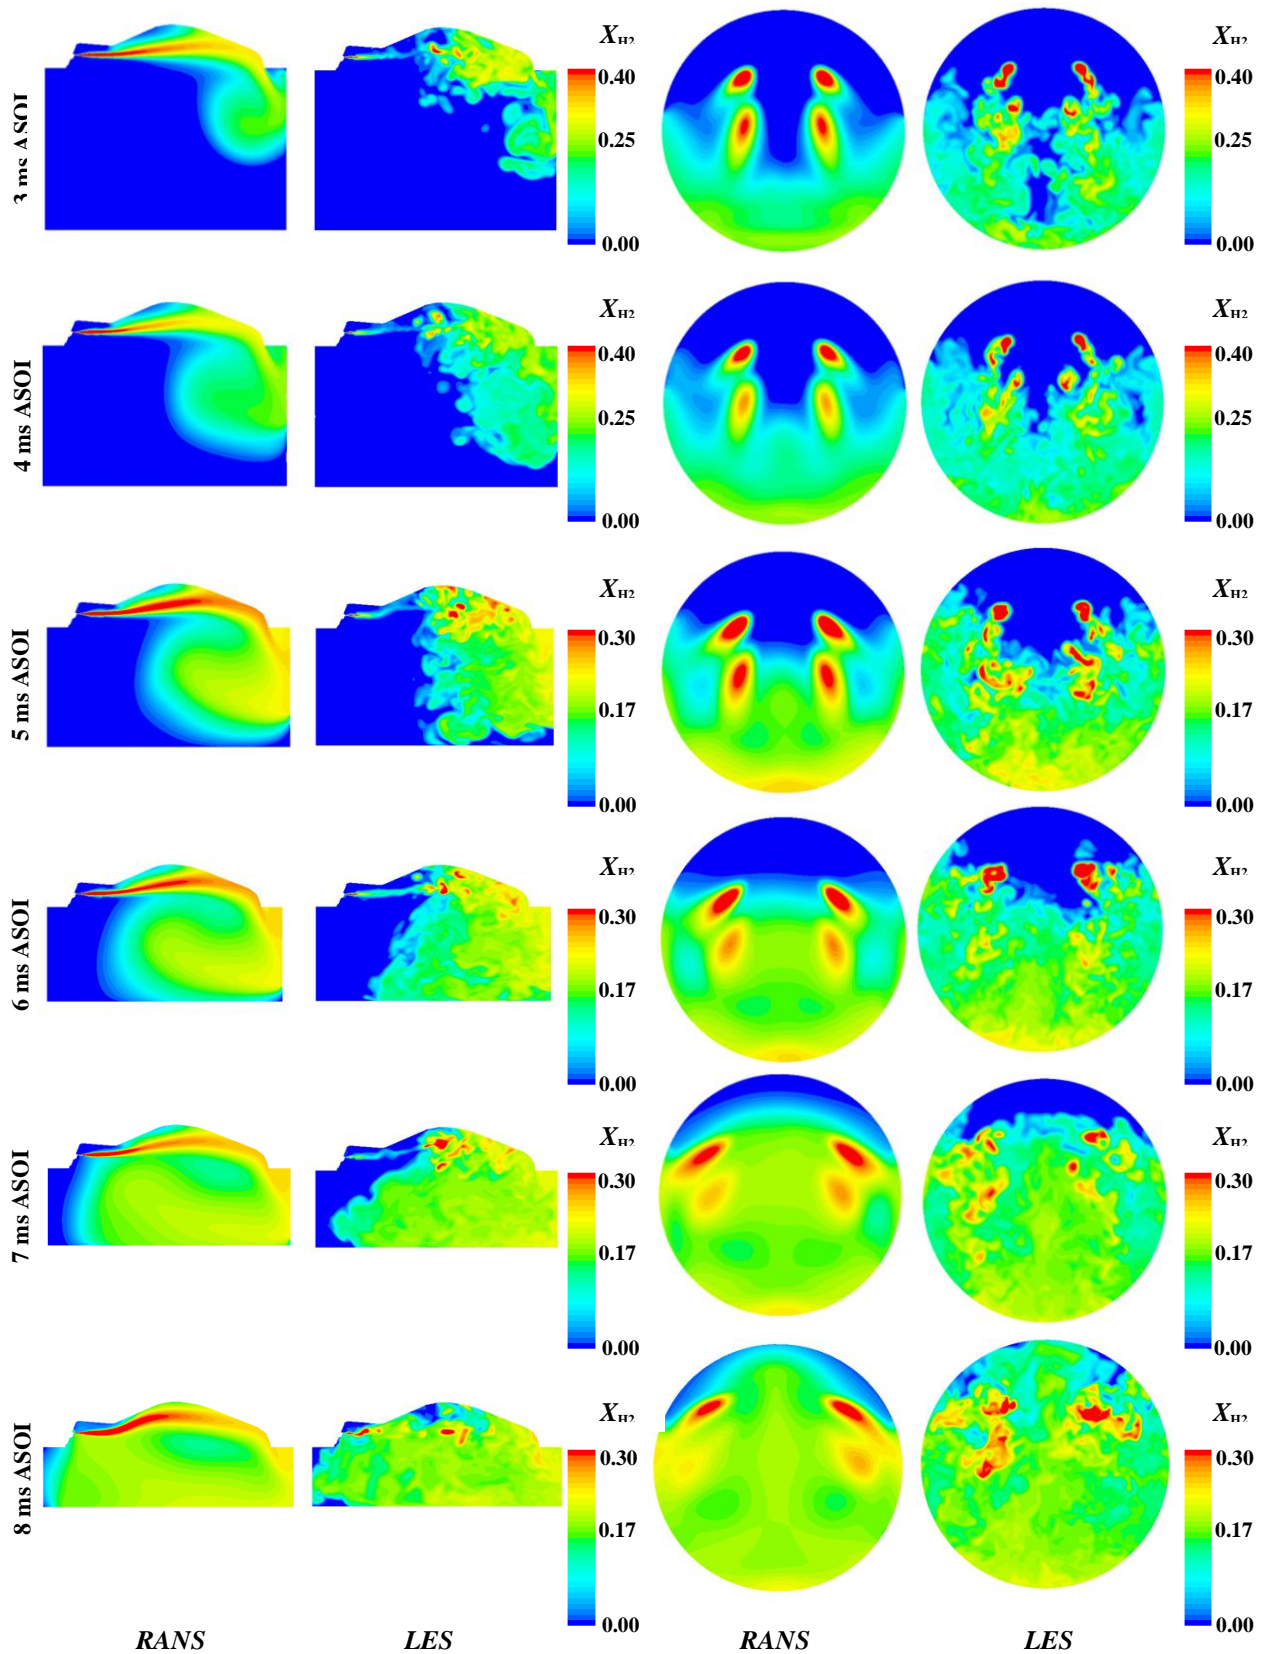 X_H2 X_H2
3 ms ASOI
0.40 0.40
0.25 0.25
0.00 0.00
X_H2 X_H2
4 ms ASOI
0.40 0.40
0.25 0.25
0.00 0.00
X_H2 X_H2
5 ms ASOI
0.30 0.30
0.17 0.17
0.00 0.00
X_H2 X_H2
6 ms ASOI
0.30 0.30
0.17 0.17
0.00 0.00
X_H2 X_H2
7 ms ASOI
0.30 0.30
0.17 0.17
0.00 0.00
X_H2 X_H2
8 ms ASOI
0.30 0.30
0.17 0.17
0.00 0.00
RANS LES RANS LES